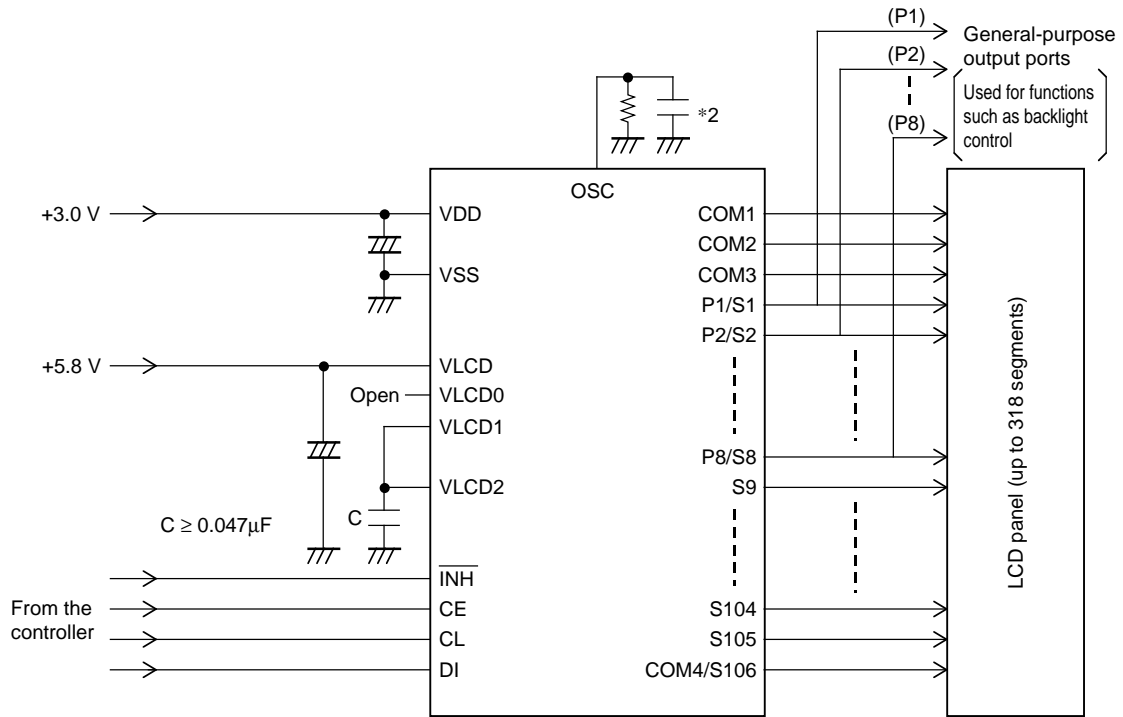 (P1)
General-purpose
output ports
(P2)
Used for functions
such as backlight
control
(P8)
*2
OSC
+3.0 V
VDD
COM1
COM2
VSS
COM3
P1/S1
P2/S2
+5.8 V
VLCD
Open
VLCD0
VLCD1
P8/S8
VLCD2
S9
C
C ≥ 0.047μF
INH
From the
controller
CE
S104
CL
S105
DI
COM4/S106
LCD panel (up to 318 segments)